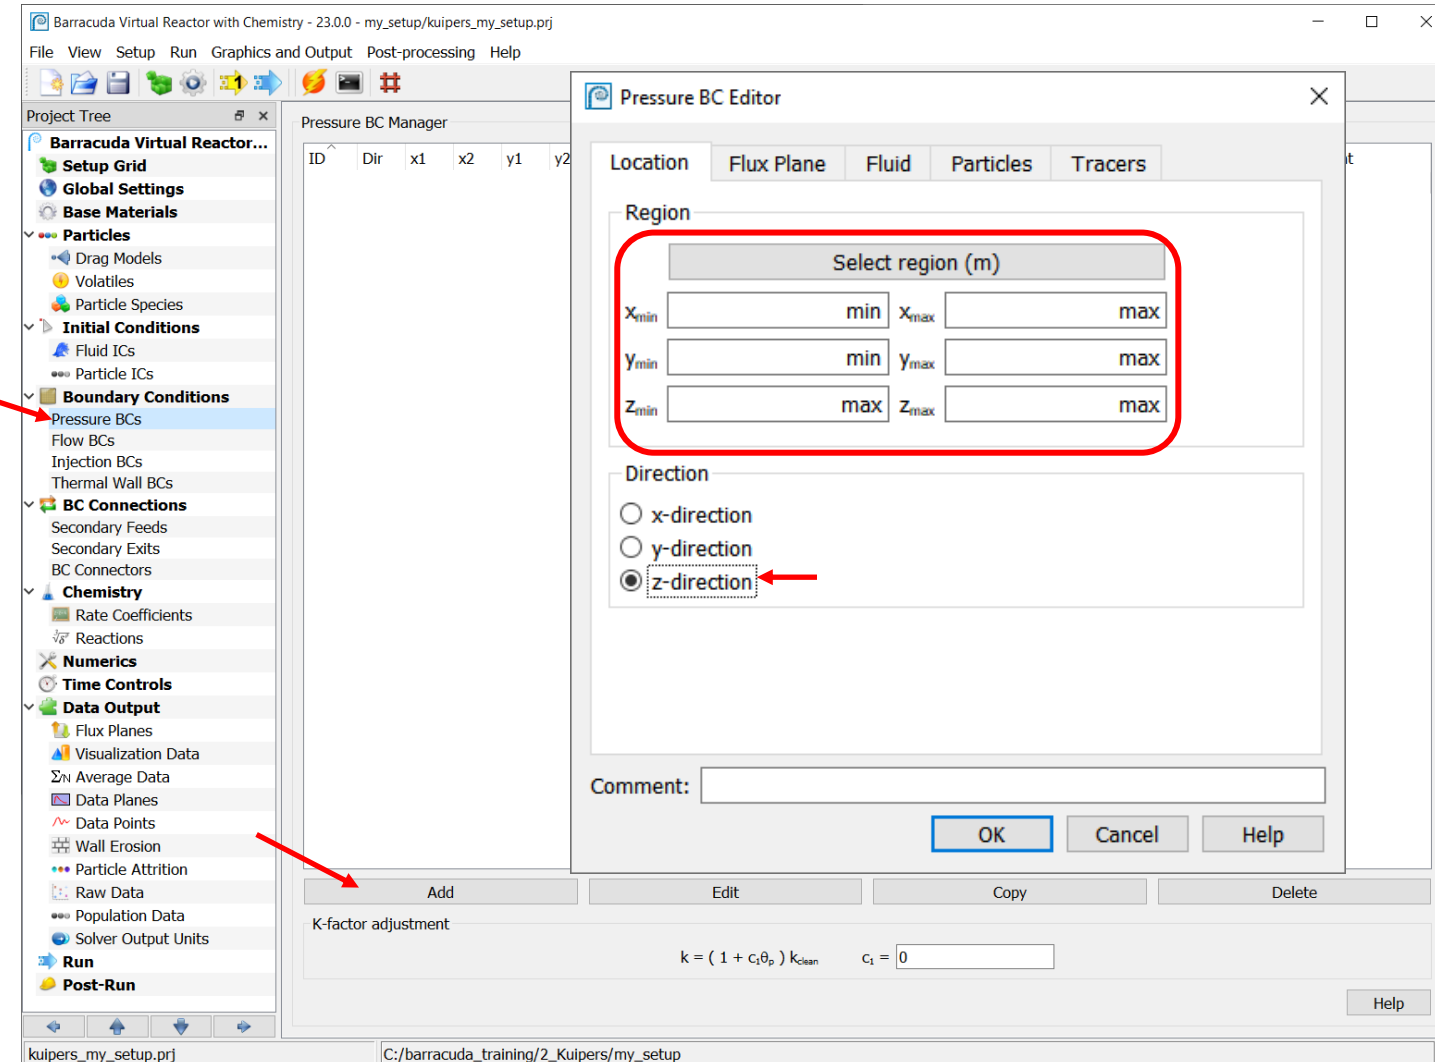 Barracuda Virtual Reactor with Chemistry - 23.0.0 - my_setup/kuipers_my_setup.prj
File View Setup Run Graphics and Output Post-processing Help
Project Tree
Barracuda Virtual Reactor...
Setup Grid
Global Settings
Base Materials
Particles
Drag Models
Volatiles
Particle Species
Initial Conditions
Fluid ICs
Particle ICs
Boundary Conditions
Pressure BCs
Flow BCs
Injection BCs
Thermal Wall BCs
BC Connections
Secondary Feeds
Secondary Exits
BC Connectors
Chemistry
Rate Coefficients
Reactions
Numerics
Time Controls
Data Output
Flux Planes
Visualization Data
ΣN Average Data
Data Planes
Data Points
Wall Erosion
Particle Attrition
Raw Data
Population Data
Solver Output Units
Run
Post-Run
Pressure BC Manager
ID Dir x1 x2 y1 y2
Pressure BC Editor
Location Flux Plane Fluid Particles Tracers
Region
Select region (m)
xmin min xmax max
ymin min ymax max
zmin max zmax max
Direction
x-direction
y-direction
z-direction
Comment:
OK Cancel Help
Add Edit Copy Delete
K-factor adjustment
k = ( 1 + c₁θp ) kclean c₁ = 0
Help
kuipers_my_setup.prj C:/barracuda_training/2_Kuipers/my_setup